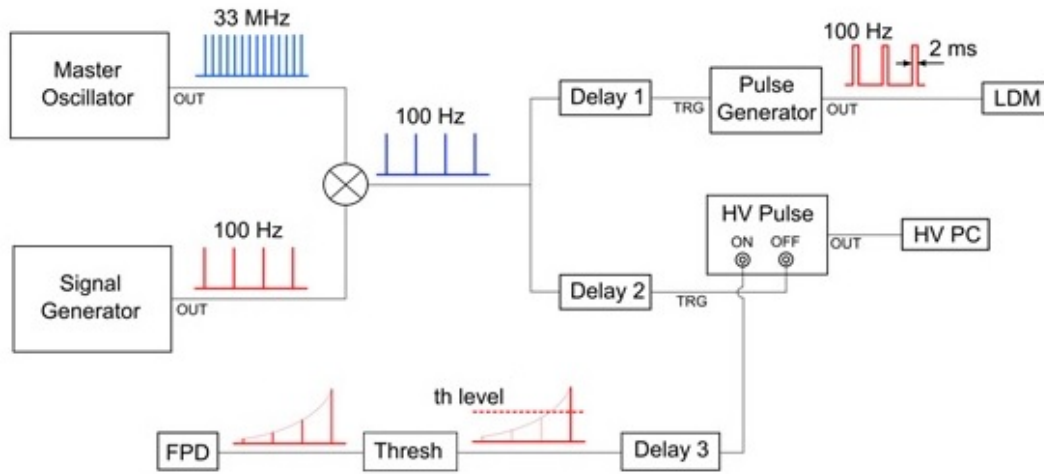 33 MHz
Master
Oscillator
OUT
100 Hz
Signal
Generator
OUT
100 Hz
Delay 1
TRG
Pulse
Generator
OUT
100 Hz
2 ms
LDM
Delay 2
TRG
HV Pulse
ON OFF
OUT
HV PC
FPD
Thresh
th level
Delay 3